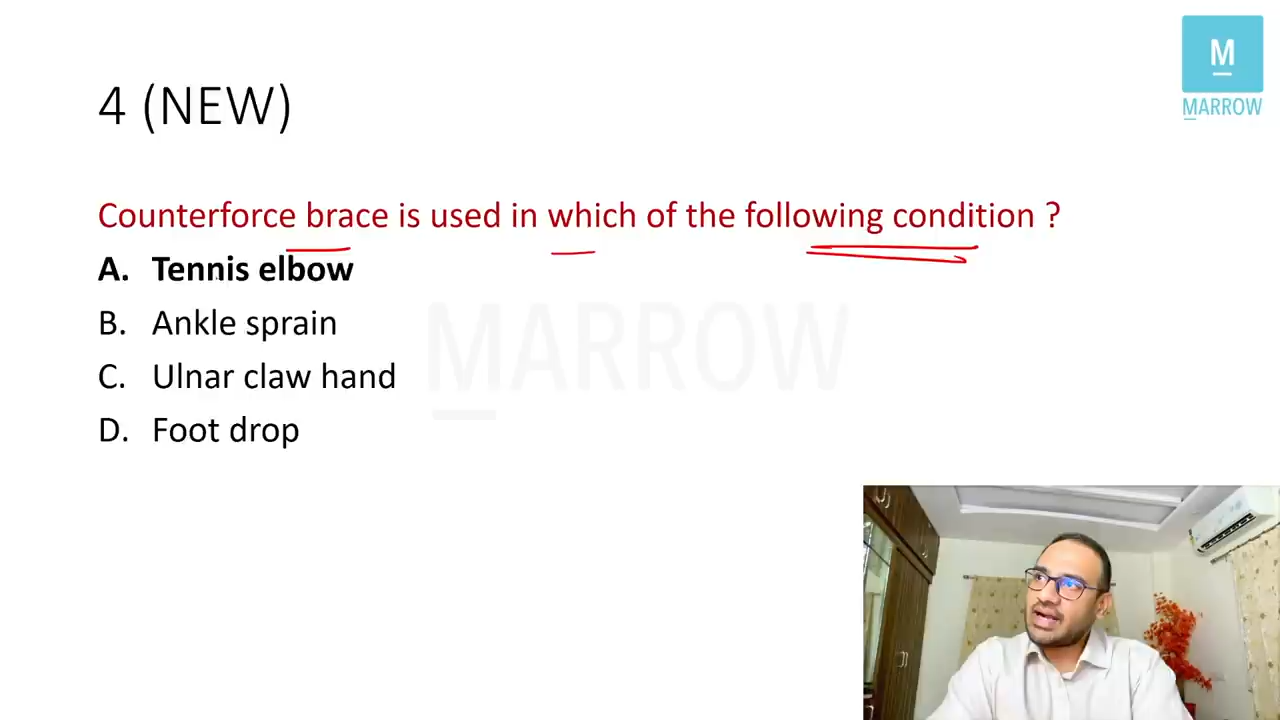 M
MARROW
4 (NEW)
Counterforce brace is used in which of the following condition ?
A. Tennis elbow
B. Ankle sprain
C. Ulnar claw hand
D. Foot drop
MARROW